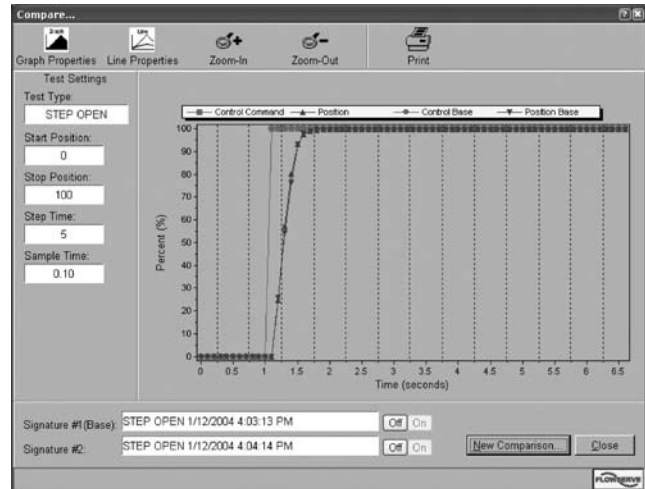 Compare...
Graph Properties
Line Properties
Zoom-In
Zoom-Out
Print
Test Settings
Test Type:
STEP OPEN
Start Position:
0
Stop Position:
100
Step Time:
5
Sample Time:
0.10
Control Command
Position
Control Base
Position Base
Percent (%)
100
90
80
70
60
50
40
30
20
10
0
0 0.5 1 1.5 2 2.5 3 3.5 4 4.5 5 5.5 6 6.5
Time (seconds)
Signature #1(Base): STEP OPEN 1/12/2004 4:03:13 PM Off On
Signature #2: STEP OPEN 1/12/2004 4:04:14 PM Off On
New Comparison... Close
FLOWSERVE